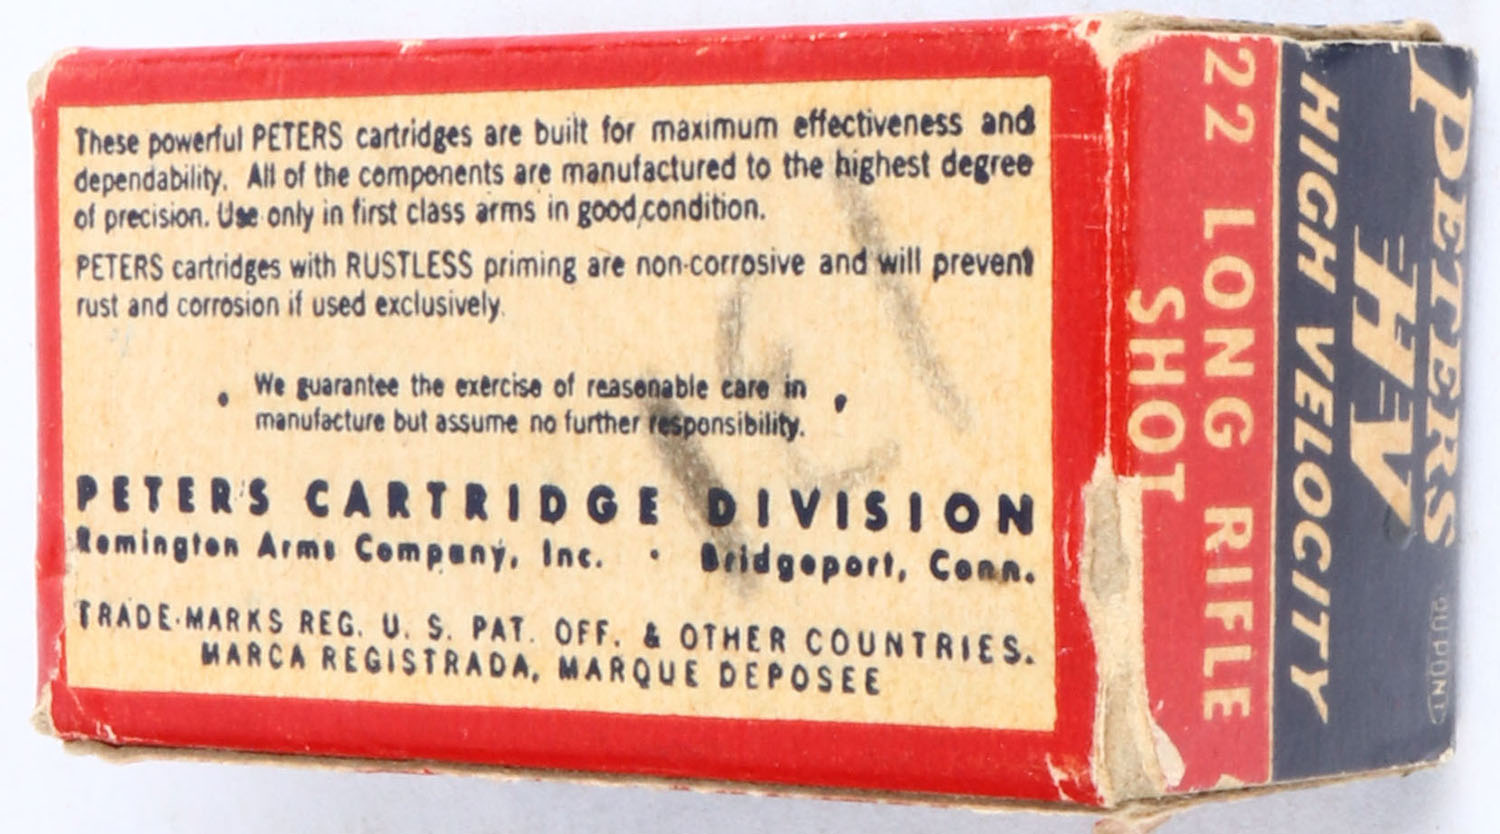 These powerful PETERS cartridges are built for maximum effectiveness and
dependability. All of the components are manufactured to the highest degree
of precision. Use only in first class arms in good condition.
PETERS cartridges with RUSTLESS priming are non-corrosive and will prevent
rust and corrosion if used exclusively.
• We guarantee the exercise of reasonable care in •
manufacture but assume no further responsibility.
PETERS CARTRIDGE DIVISION
Remington Arms Company, Inc. • Bridgeport, Conn.
TRADE-MARKS REG. U. S. PAT. OFF. & OTHER COUNTRIES.
MARCA REGISTRADA, MARQUE DEPOSEE
PETERS
HV
HIGH VELOCITY
22 LONG RIFLE
SHOT
DU PONT